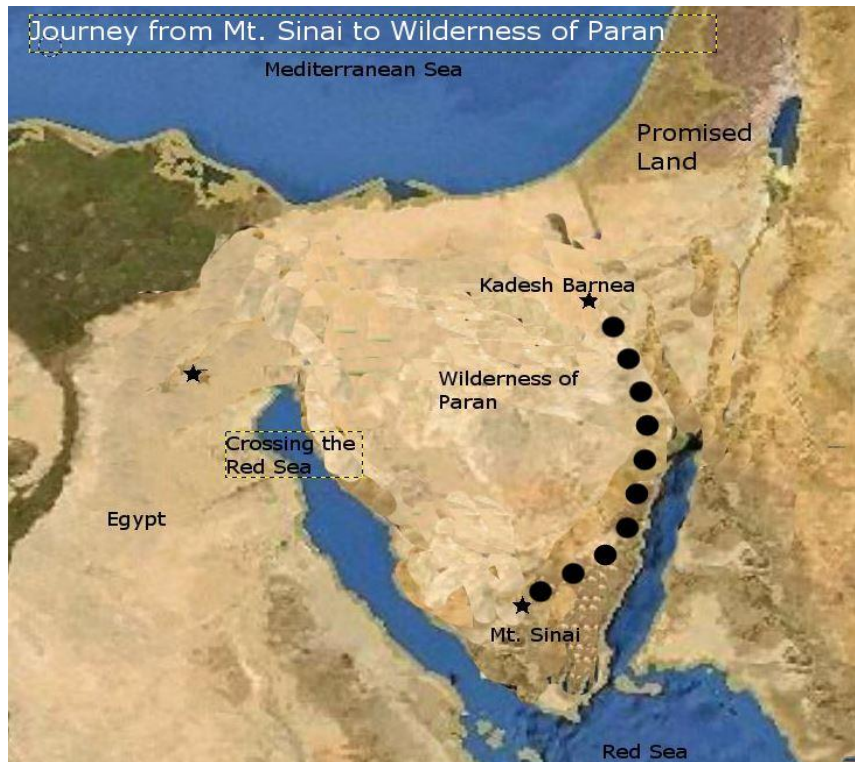 Journey from Mt. Sinai to Wilderness of Paran
Mediterranean Sea
Promised
Land
Kadesh Barnea
Wilderness of
Paran
Crossing the
Red Sea
Egypt
Mt. Sinai
Red Sea